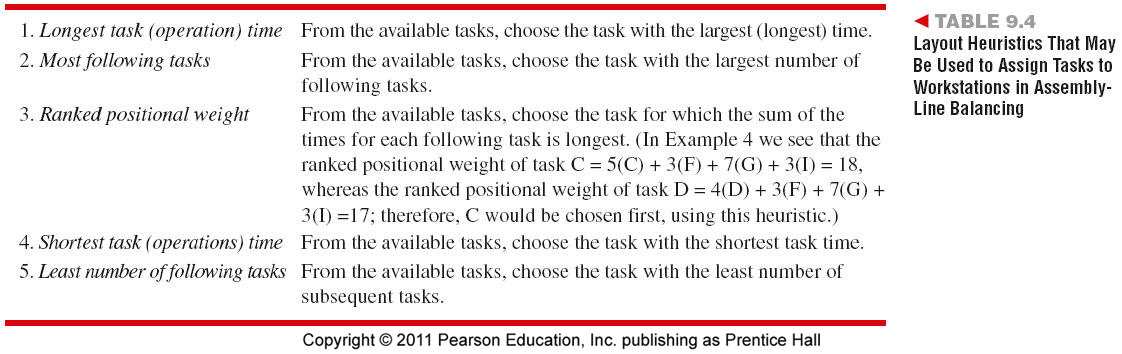 1. Longest task (operation) time From the available tasks, choose the task with the largest (longest) time.
2. Most following tasks From the available tasks, choose the task with the largest number of
following tasks.
3. Ranked positional weight From the available tasks, choose the task for which the sum of the
times for each following task is longest. (In Example 4 we see that the
ranked positional weight of task C = 5(C) + 3(F) + 7(G) + 3(I) = 18,
whereas the ranked positional weight of task D = 4(D) + 3(F) + 7(G) +
3(I) =17; therefore, C would be chosen first, using this heuristic.)
4. Shortest task (operations) time From the available tasks, choose the task with the shortest task time.
5. Least number of following tasks From the available tasks, choose the task with the least number of
subsequent tasks.
◀ TABLE 9.4
Layout Heuristics That May
Be Used to Assign Tasks to
Workstations in Assembly-
Line Balancing
Copyright © 2011 Pearson Education, Inc. publishing as Prentice Hall